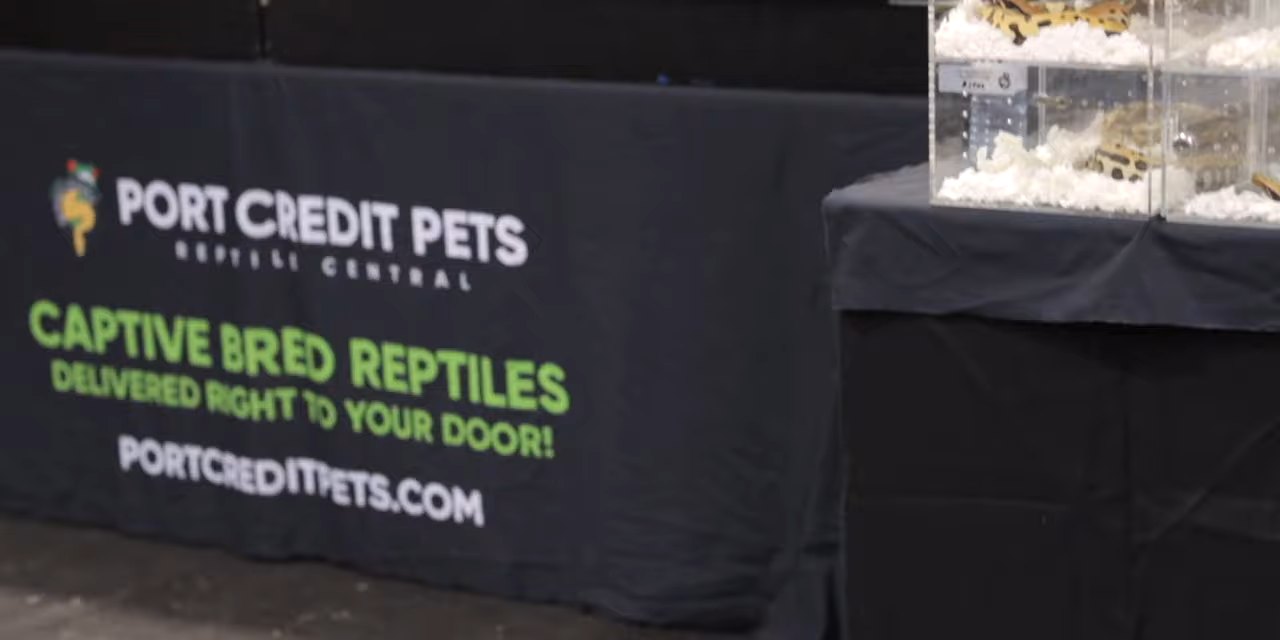 PORT CREDIT PETS
REPTILE CENTRAL
CAPTIVE BRED REPTILES
DELIVERED RIGHT TO YOUR DOOR!
PORTCREDITPETS.COM